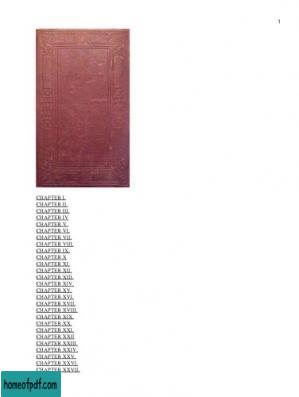 1
CHAPTER I.
CHAPTER II.
CHAPTER III.
CHAPTER IV
CHAPTER V.
CHAPTER VI.
CHAPTER VII.
CHAPTER VIII.
CHAPTER IX.
CHAPTER X
CHAPTER XI.
CHAPTER XII.
CHAPTER XIII.
CHAPTER XIV.
CHAPTER XV.
CHAPTER XVI.
CHAPTER XVII.
CHAPTER XVIII.
CHAPTER XIX.
CHAPTER XX.
CHAPTER XXI.
CHAPTER XXII
CHAPTER XXIII.
CHAPTER XXIV.
CHAPTER XXV.
CHAPTER XXVI.
CHAPTER XXVII.
homeofpdf.com